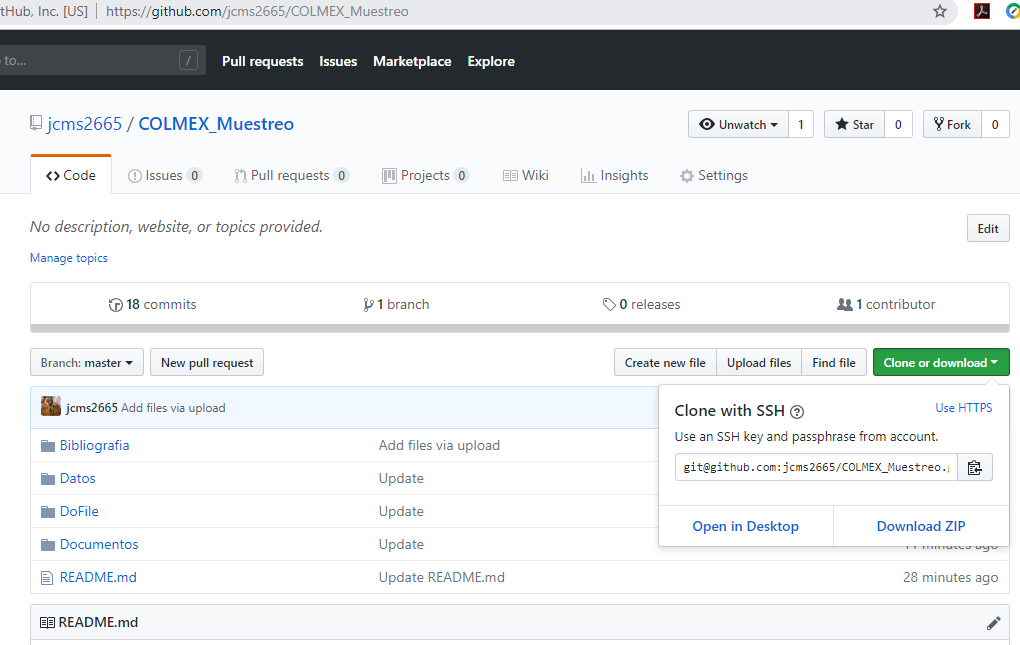 tHub, Inc. [US] | https://github.com/jcms2665/COLMEX_Muestreo
to... / Pull requests Issues Marketplace Explore
jcms2665 / COLMEX_Muestreo Unwatch 1 Star 0 Fork 0
Code Issues 0 Pull requests 0 Projects 0 Wiki Insights Settings
No description, website, or topics provided. Edit
Manage topics
18 commits 1 branch 0 releases 1 contributor
Branch: master New pull request Create new file Upload files Find file Clone or download
jcms2665 Add files via upload
Bibliografia Add files via upload
Datos Update
DoFile Update
Documentos Update
README.md Update README.md 28 minutes ago
Clone with SSH ? Use HTTPS
Use an SSH key and passphrase from account.
git@github.com:jcms2665/COLMEX_Muestreo.
Open in Desktop Download ZIP
README.md